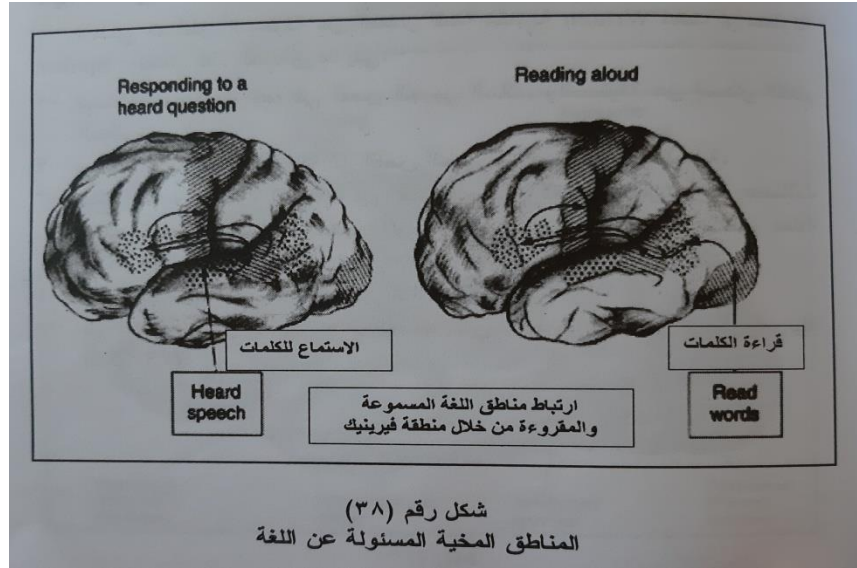 Responding to a
heard question
Reading aloud
الاستماع للكلمات
قراءة الكلمات
Heard
speech
ارتباط مناطق اللغة المسموعة
والمقروءة من خلال منطقة فيرينيك
Read
words
شكل رقم (٣٨)
المناطق المخية المسئولة عن اللغة